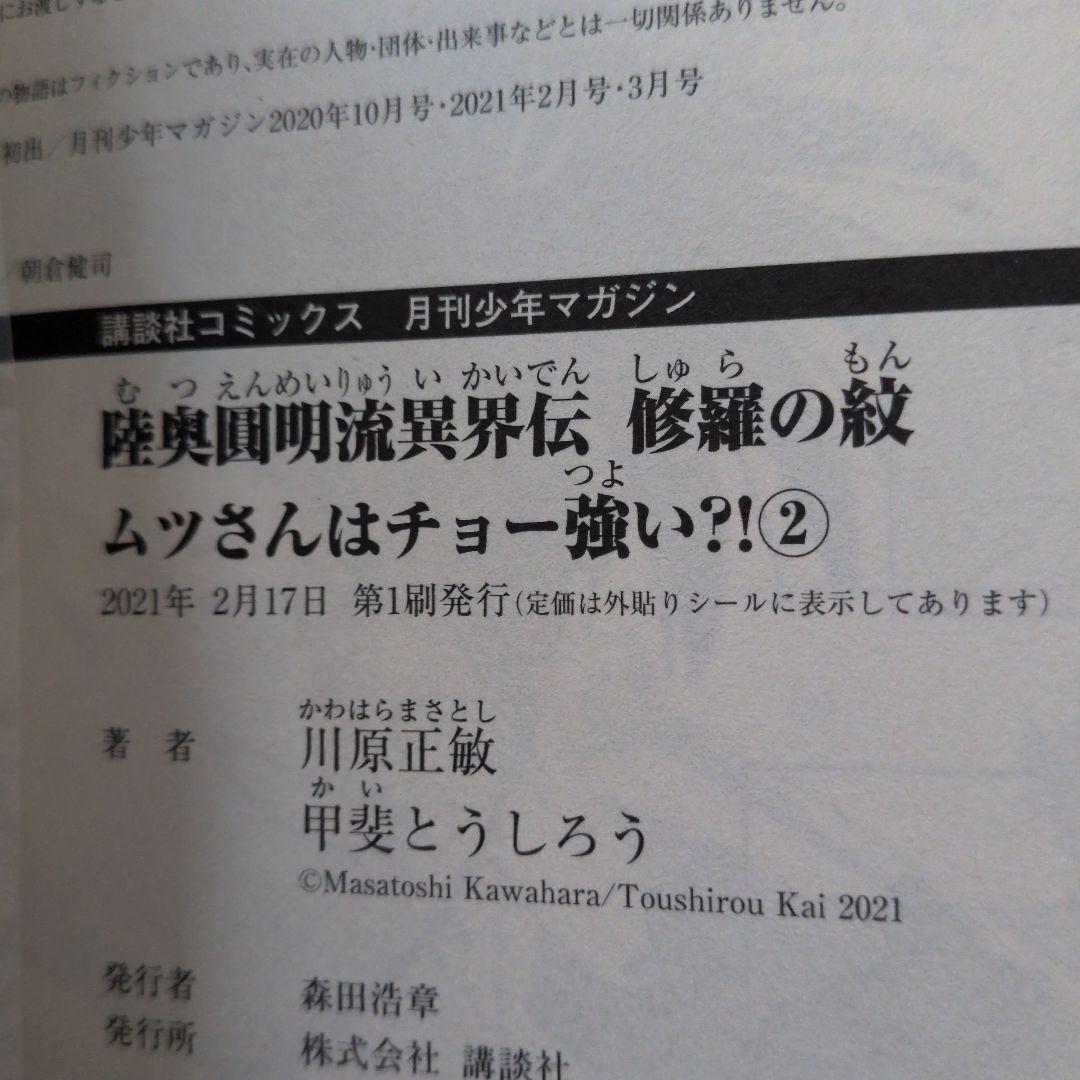 にお渡しするこ
の物語はフィクションであり、実在の人物・団体・出来事などとは一切関係ありません。
初出／月刊少年マガジン2020年10月号・2021年2月号・3月号
朝倉健司
講談社コミックス　月刊少年マガジン
むつえんめいりゅういかいでん　しゅら　もん
陸奥圓明流異界伝　修羅の紋
つよ
ムツさんはチョー強い?!②
2021年 2月17日 第1刷発行(定価は外貼りシールに表示してあります)
かわはらまさとし
著者　川原正敏
かい
甲斐とうしろう
©Masatoshi Kawahara/Toushirou Kai 2021
発行者　森田浩章
発行所　株式会社 講談社